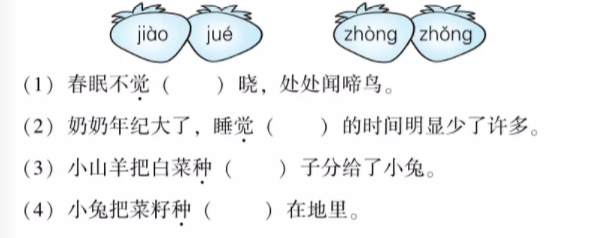 jiào jué zhòng zhǒng
（1）春眠不觉（ ）晓，处处闻啼鸟。
（2）奶奶年纪大了，睡觉（ ）的时间明显少了许多。
（3）小山羊把白菜种（ ）子分给了小兔。
（4）小兔把菜籽种（ ）在地里。